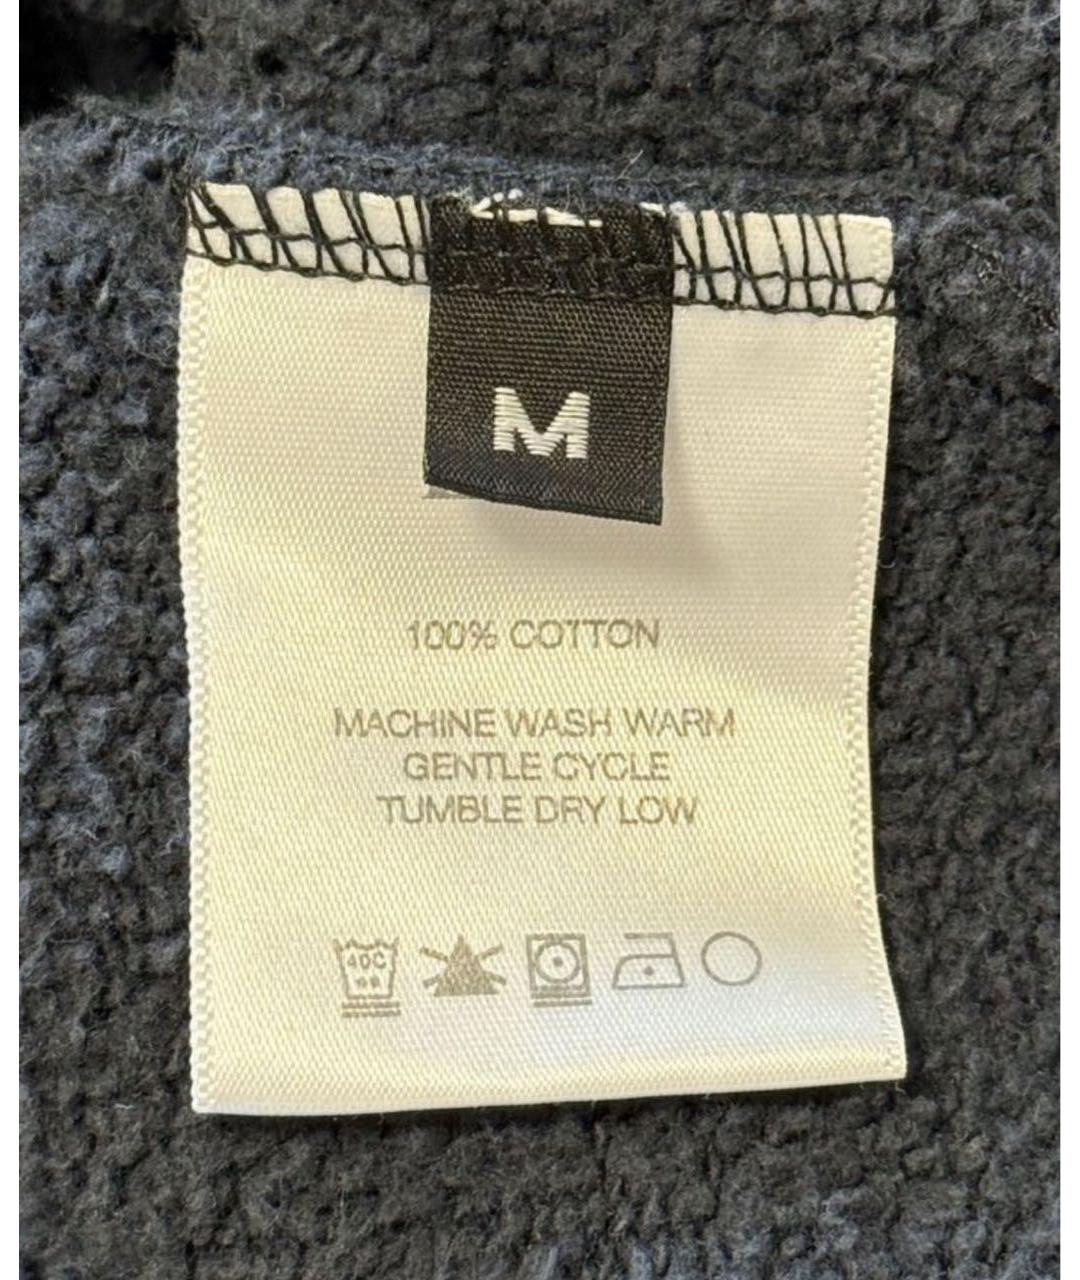 M
100% COTTON
MACHINE WASH WARM
GENTLE CYCLE
TUMBLE DRY LOW
40C